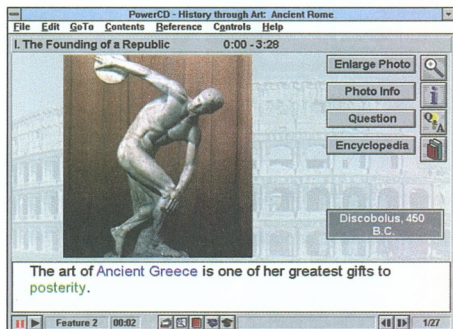 PowerCD - History through Art: Ancient Rome
File Edit GoTo Contents Reference Controls Help
I. The Founding of a Republic 0:00 - 3:28
Enlarge Photo
Photo Info
Question
Q&A
Encyclopedia
Discobolus, 450
B.C.
The art of Ancient Greece is one of her greatest gifts to
posterity.
Feature 2 00:02 1/27